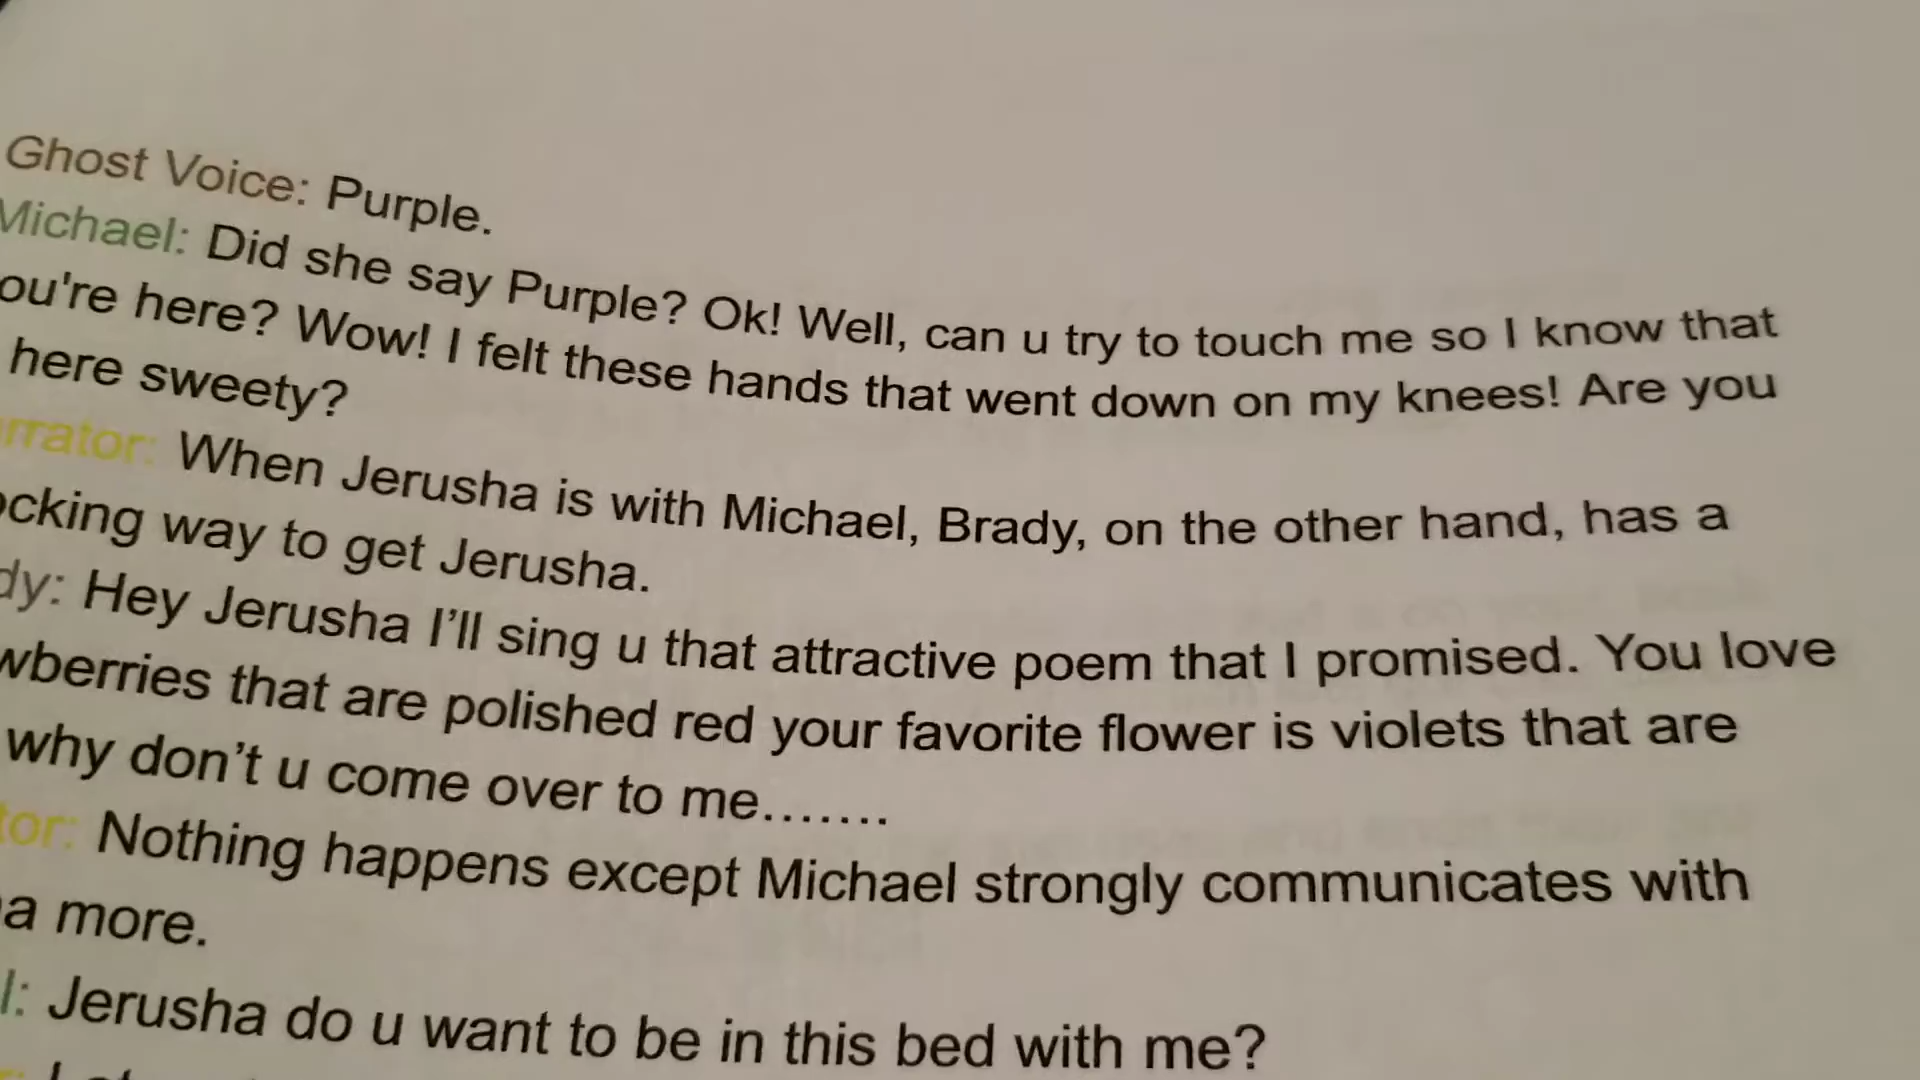 Ghost Voice: Purple.
Michael: Did she say Purple? Ok! Well, can u try to touch me so I know that
ou're here? Wow! I felt these hands that went down on my knees! Are you
here sweety?
rrator: When Jerusha is with Michael, Brady, on the other hand, has a
ocking way to get Jerusha.
dy: Hey Jerusha I'll sing u that attractive poem that I promised. You love
wberries that are polished red your favorite flower is violets that are
why don't u come over to me.......
tor: Nothing happens except Michael strongly communicates with
a more.
l: Jerusha do u want to be in this bed with me?